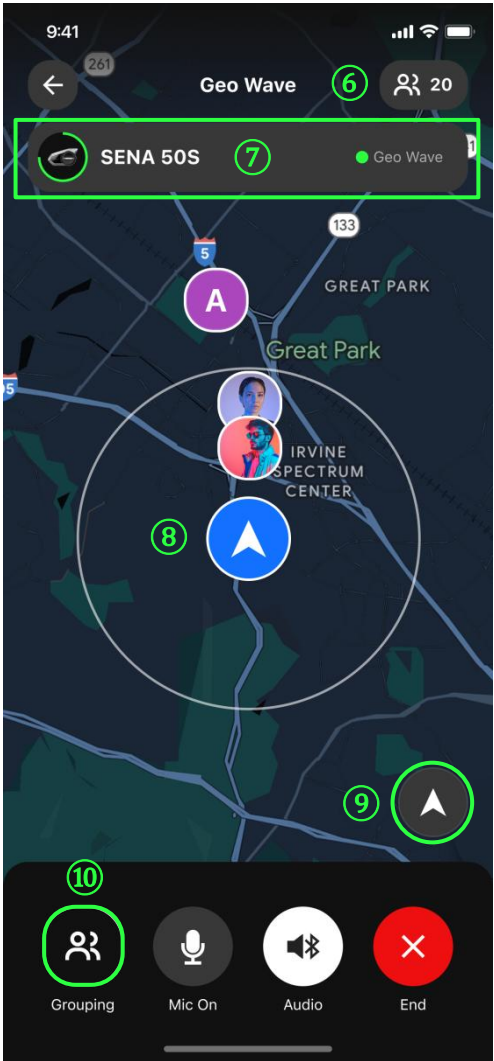 9:41
261
Geo Wave
⑥
20
SENA 50S
⑦
Geo Wave
133
5
A
GREAT PARK
Great Park
IRVINE
SPECTRUM
CENTER
⑧
⑨
⑩
Grouping
Mic On
Audio
End